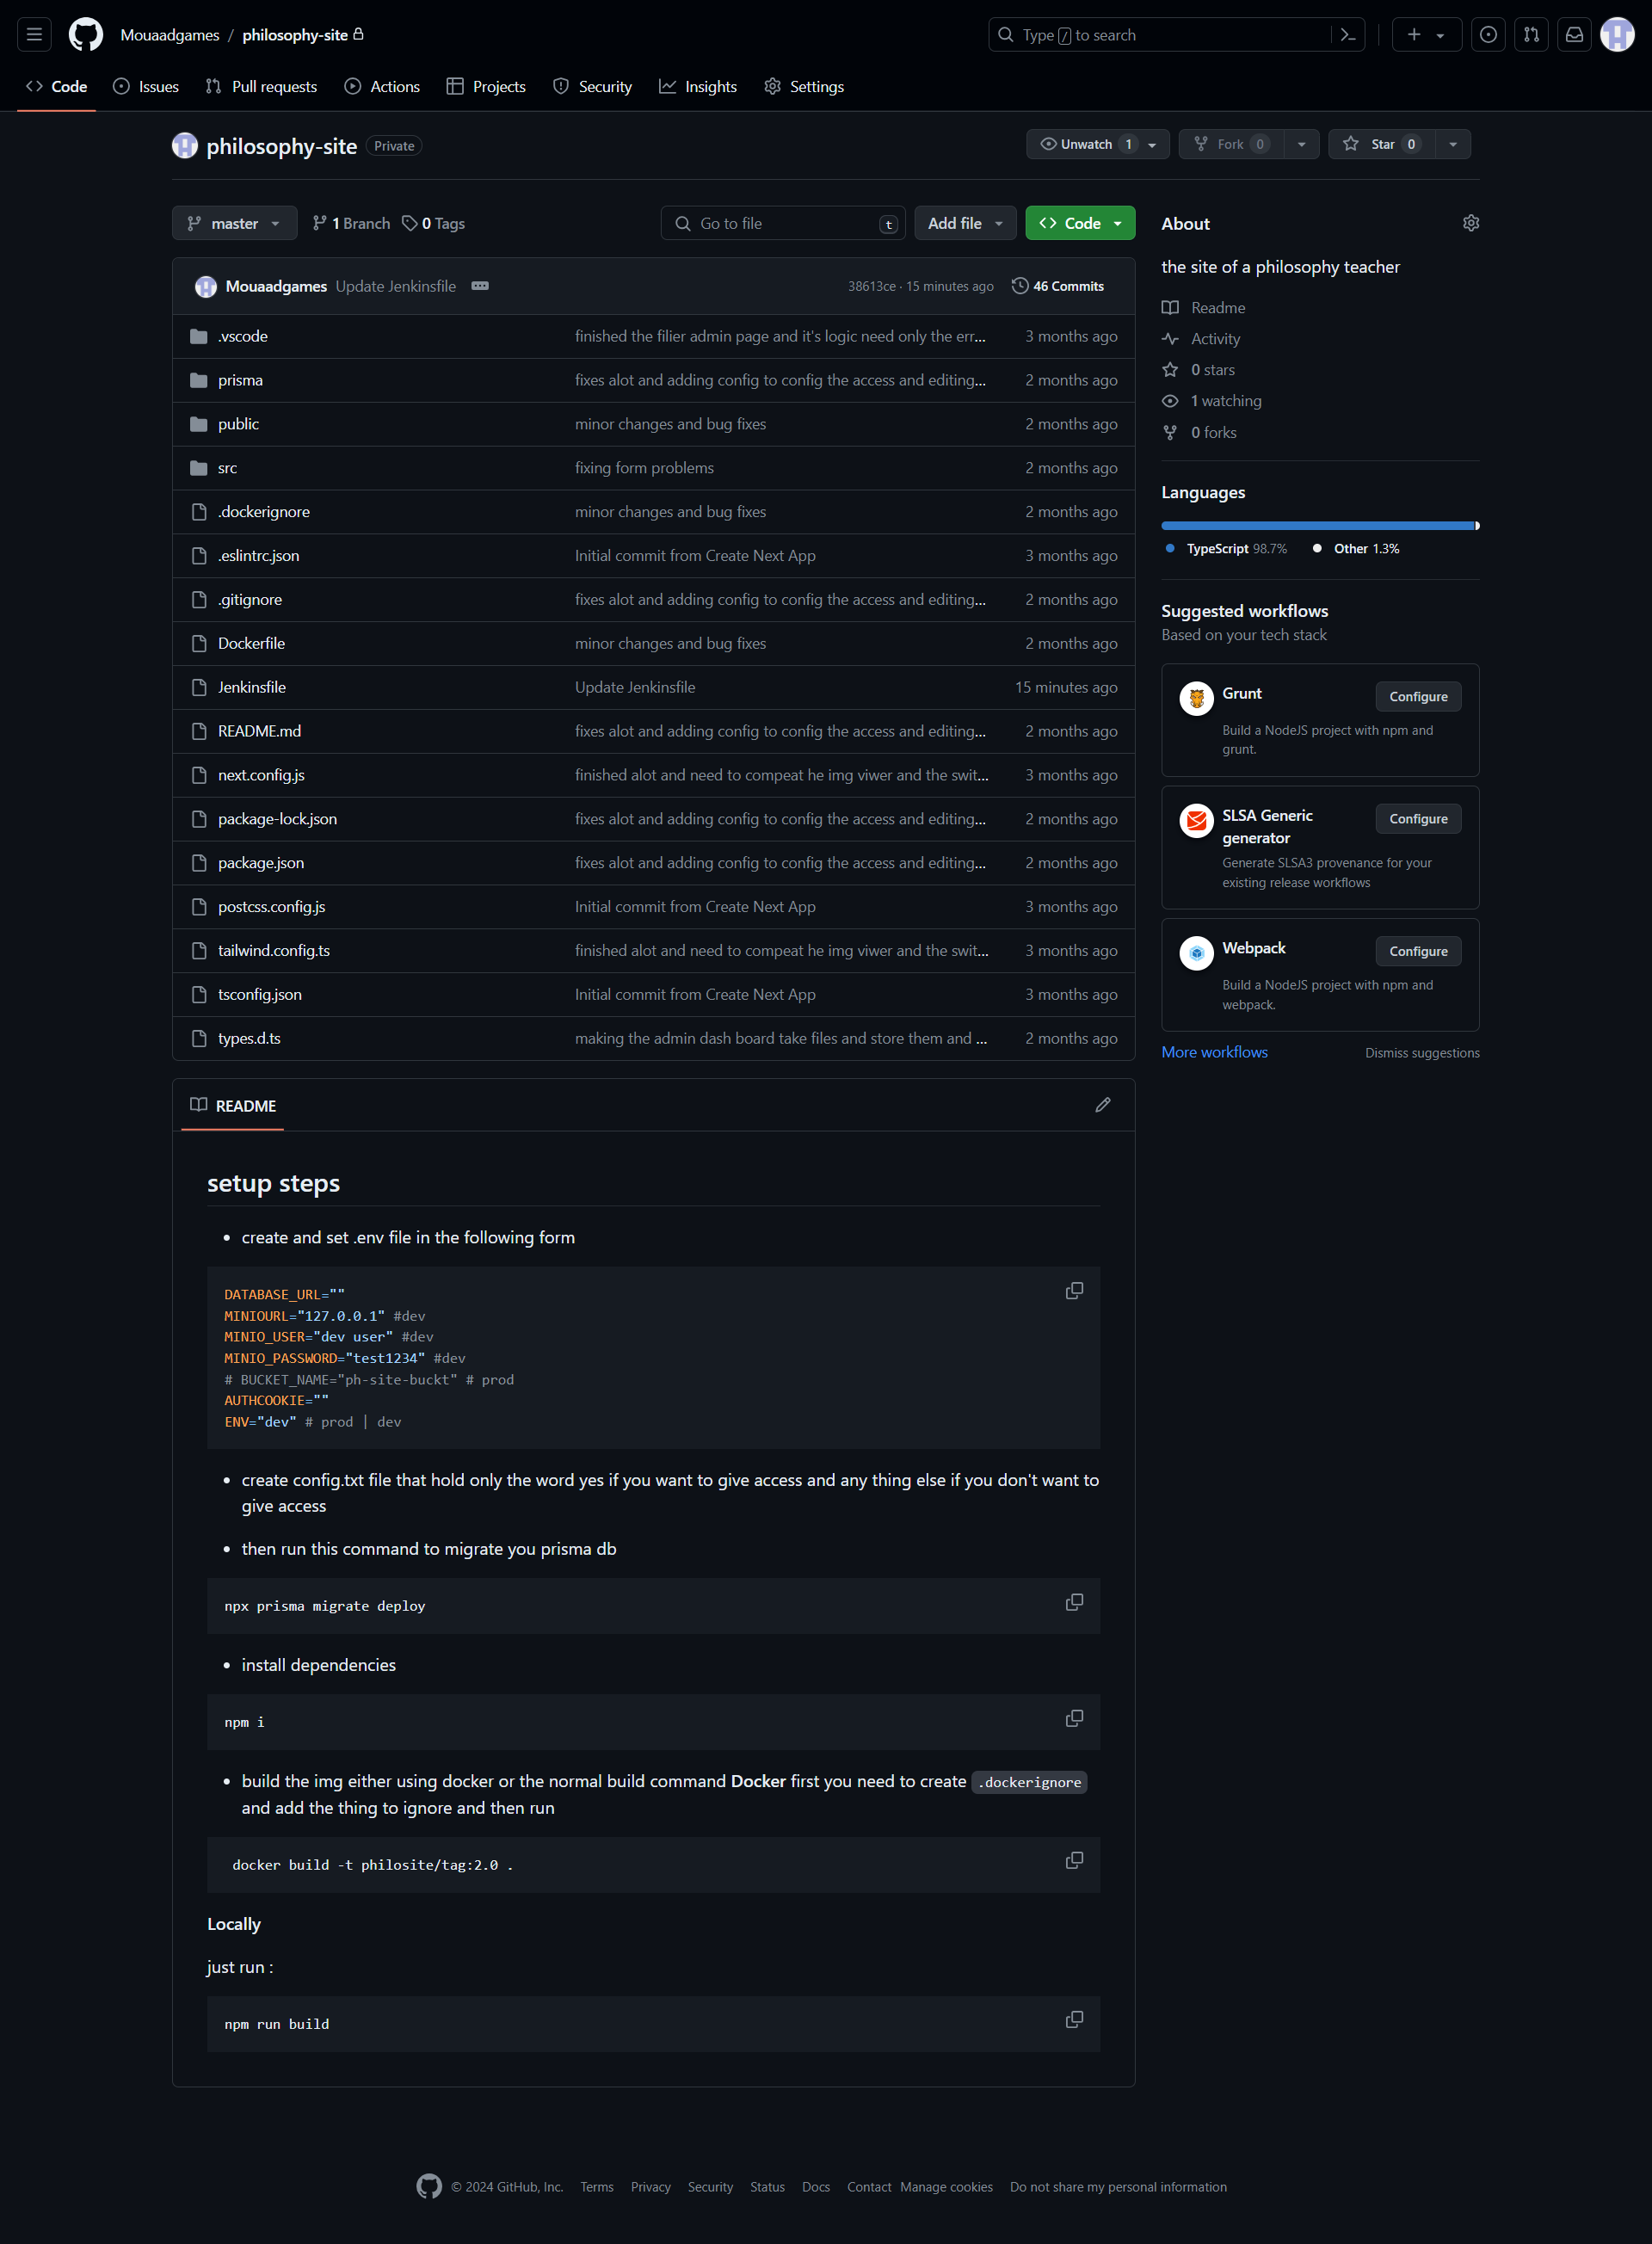 Mouaadgames / philosophy-site
Type / to search
Code Issues Pull requests Actions Projects Security Insights Settings
philosophy-site Private
Unwatch 1 Fork 0 Star 0
master 1 Branch 0 Tags Go to file t Add file Code
Mouaadgames Update Jenkinsfile 38613ce · 15 minutes ago 46 Commits
.vscode finished the filier admin page and it's logic need only the err... 3 months ago
prisma fixes alot and adding config to config the access and editing... 2 months ago
public minor changes and bug fixes 2 months ago
src fixing form problems 2 months ago
.dockerignore minor changes and bug fixes 2 months ago
.eslintrc.json Initial commit from Create Next App 3 months ago
.gitignore fixes alot and adding config to config the access and editing... 2 months ago
Dockerfile minor changes and bug fixes 2 months ago
Jenkinsfile Update Jenkinsfile 15 minutes ago
README.md fixes alot and adding config to config the access and editing... 2 months ago
next.config.js finished alot and need to compeat he img viwer and the swit... 3 months ago
package-lock.json fixes alot and adding config to config the access and editing... 2 months ago
package.json fixes alot and adding config to config the access and editing... 2 months ago
postcss.config.js Initial commit from Create Next App 3 months ago
tailwind.config.ts finished alot and need to compeat he img viwer and the swit... 3 months ago
tsconfig.json Initial commit from Create Next App 3 months ago
types.d.ts making the admin dash board take files and store them and ... 2 months ago
README
setup steps
create and set .env file in the following form
DATABASE_URL=""
MINIOURL="127.0.0.1" #dev
MINIO_USER="dev user" #dev
MINIO_PASSWORD="test1234" #dev
# BUCKET_NAME="ph-site-buckt" # prod
AUTHCOOKIE=""
ENV="dev" # prod | dev
create config.txt file that hold only the word yes if you want to give access and any thing else if you don't want to
give access
then run this command to migrate you prisma db
npx prisma migrate deploy
install dependencies
npm i
build the img either using docker or the normal build command Docker first you need to create .dockerignore
and add the thing to ignore and then run
docker build -t philosite/tag:2.0 .
Locally
just run :
npm run build
About
the site of a philosophy teacher
Readme
Activity
0 stars
1 watching
0 forks
Languages
TypeScript 98.7% Other 1.3%
Suggested workflows
Based on your tech stack
Grunt Configure
Build a NodeJS project with npm and
grunt.
SLSA Generic
generator
Configure
Generate SLSA3 provenance for your
existing release workflows
Webpack Configure
Build a NodeJS project with npm and
webpack.
More workflows Dismiss suggestions
© 2024 GitHub, Inc. Terms Privacy Security Status Docs Contact Manage cookies Do not share my personal information